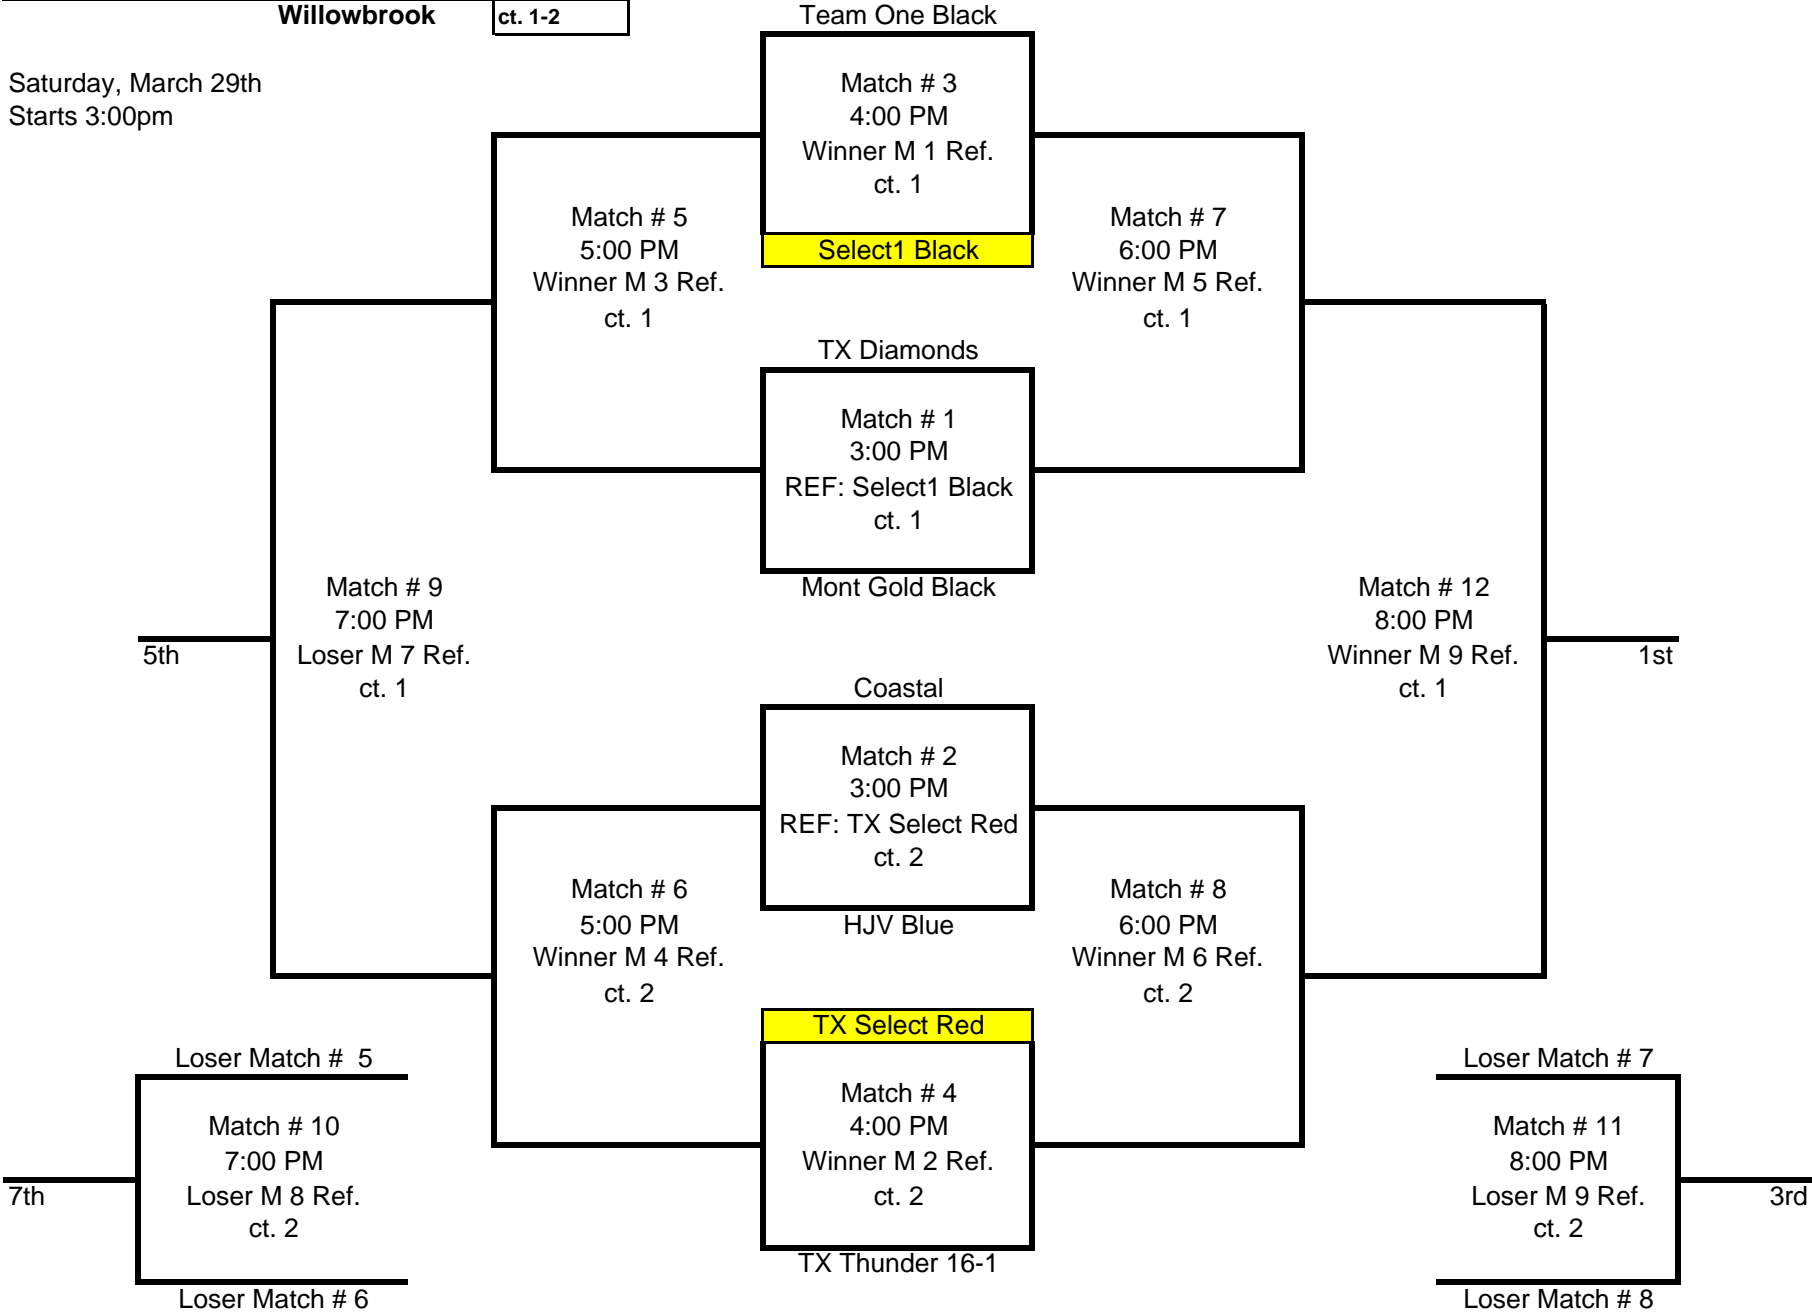 Willowbrook
ct. 1-2
Saturday, March 29th
Starts 3:00pm
Team One Black
Match # 3
4:00 PM
Winner M 1 Ref.
ct. 1
Select1 Black
Match # 5
5:00 PM
Winner M 3 Ref.
ct. 1
Match # 7
6:00 PM
Winner M 5 Ref.
ct. 1
TX Diamonds
Match # 1
3:00 PM
REF: Select1 Black
ct. 1
Mont Gold Black
Match # 9
7:00 PM
Loser M 7 Ref.
ct. 1
5th
Match # 12
8:00 PM
Winner M 9 Ref.
ct. 1
1st
Coastal
Match # 2
3:00 PM
REF: TX Select Red
ct. 2
HJV Blue
Match # 6
5:00 PM
Winner M 4 Ref.
ct. 2
Match # 8
6:00 PM
Winner M 6 Ref.
ct. 2
TX Select Red
Match # 4
4:00 PM
Winner M 2 Ref.
ct. 2
TX Thunder 16-1
Loser Match #  5
Match # 10
7:00 PM
Loser M 8 Ref.
ct. 2
7th
Loser Match # 6
Loser Match # 7
Match # 11
8:00 PM
Loser M 9 Ref.
ct. 2
3rd
Loser Match # 8